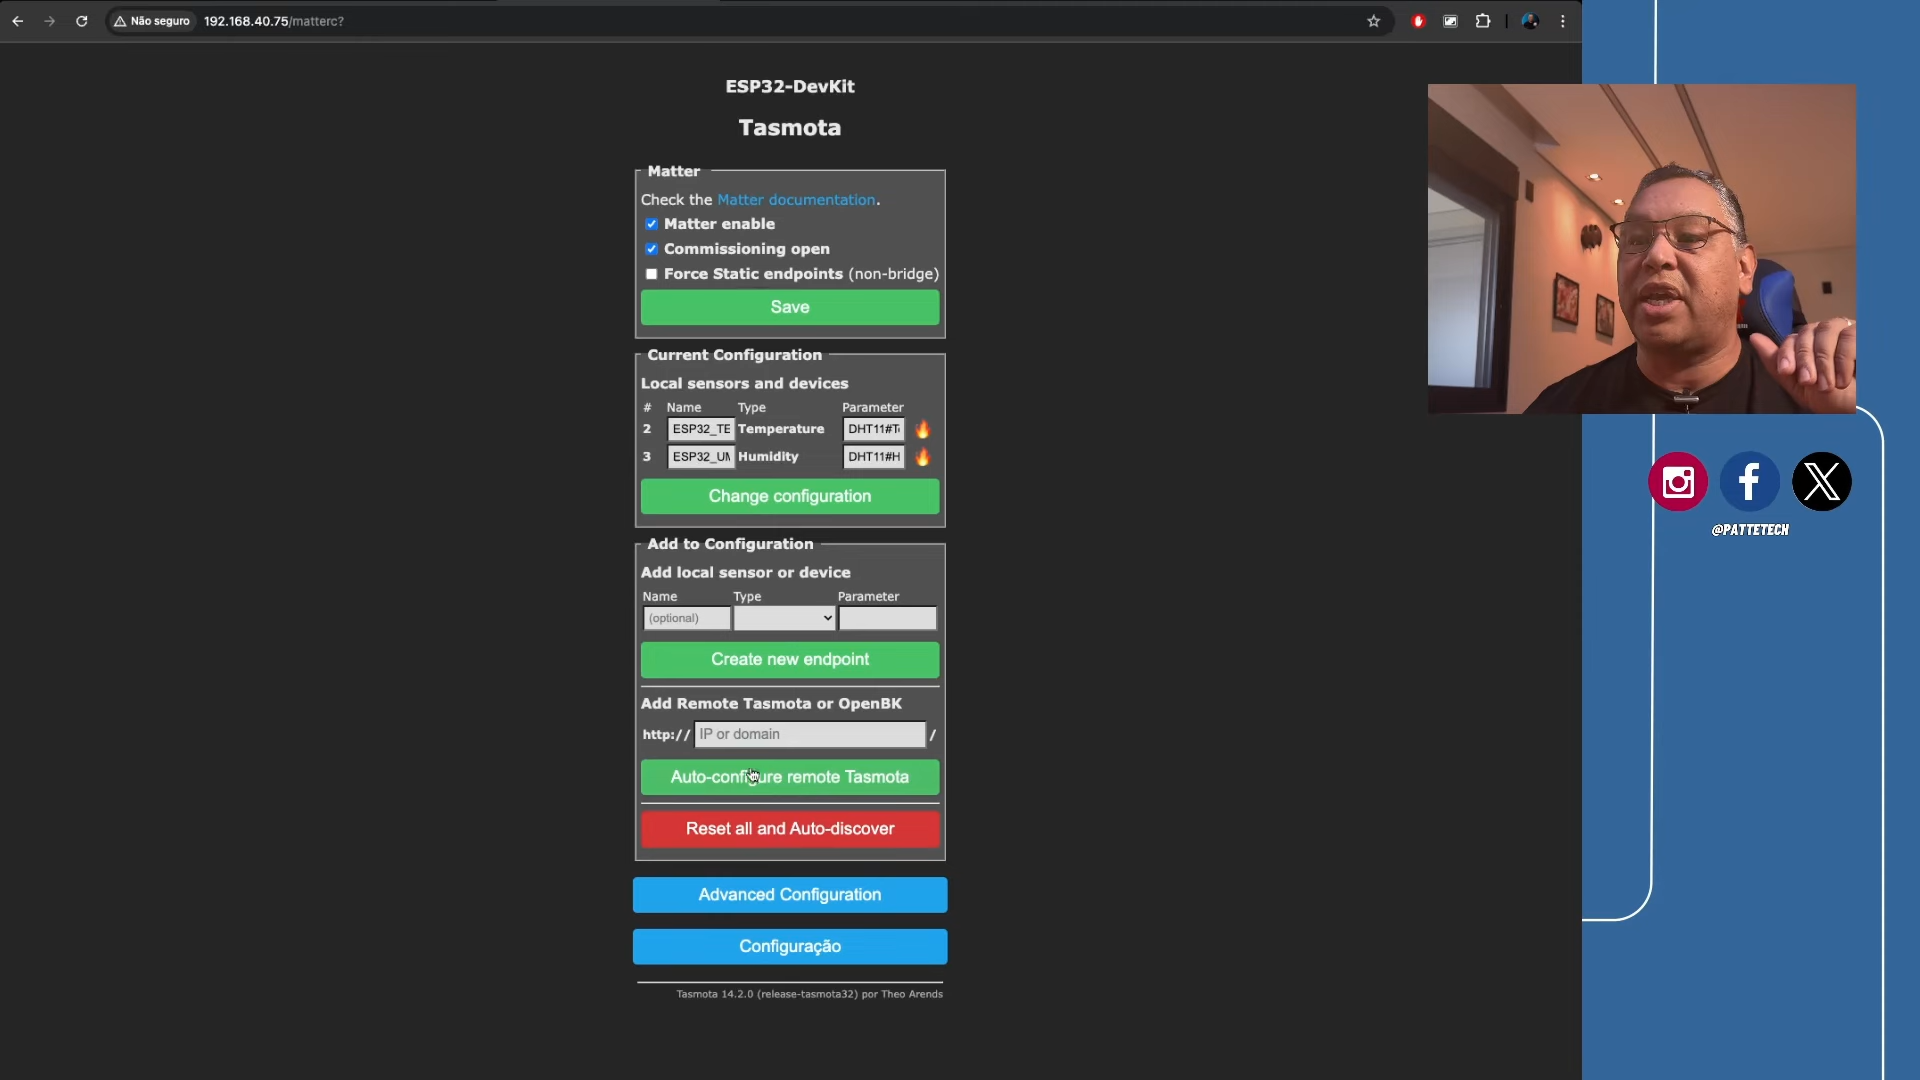 Não seguro 192.168.40.75/matterc?
ESP32-DevKit
Tasmota
Matter
Check the Matter documentation.
Matter enable
Commissioning open
Force Static endpoints (non-bridge)
Save
Current Configuration
Local sensors and devices
# Name Type Parameter
2 ESP32_TE Temperature DHT11#T
3 ESP32_UM Humidity DHT11#H
Change configuration
Add to Configuration
Add local sensor or device
Name Type Parameter
(optional)
Create new endpoint
Add Remote Tasmota or OpenBK
http:// IP or domain /
Auto-configure remote Tasmota
Reset all and Auto-discover
Advanced Configuration
Configuração
Tasmota 14.2.0 (release-tasmota32) por Theo Arends
@PATTETECH